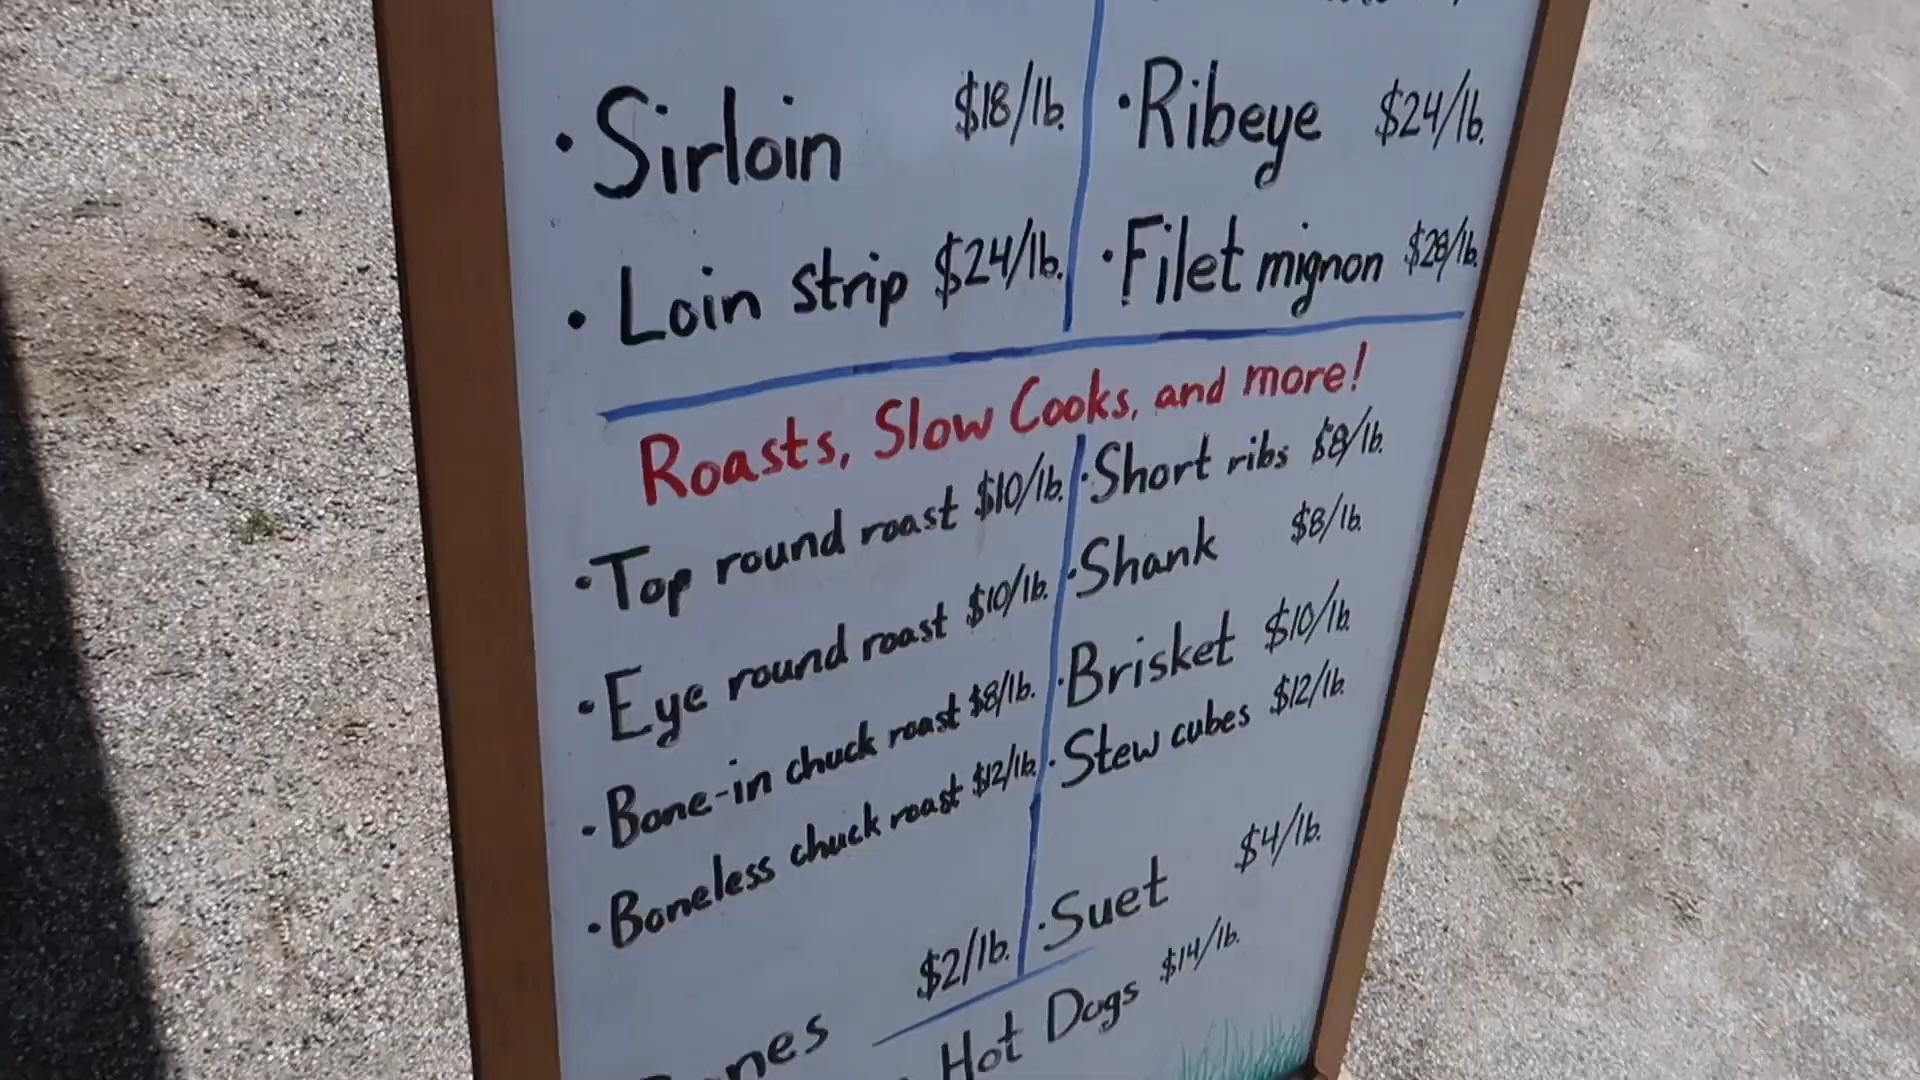 • Sirloin $18/lb.
• Loin strip $24/lb.
• Ribeye $24/lb.
• Filet mignon $28/lb.
Roasts, Slow Cooks, and more!
• Top round roast $10/lb.
• Eye round roast $10/lb.
• Bone-in chuck roast $8/lb.
• Boneless chuck roast $12/lb.
$2/lb.
• Short ribs $8/lb.
• Shank $8/lb.
• Brisket $10/lb.
• Stew cubes $12/lb.
• Suet $4/lb.
• Hot Dogs $14/lb.